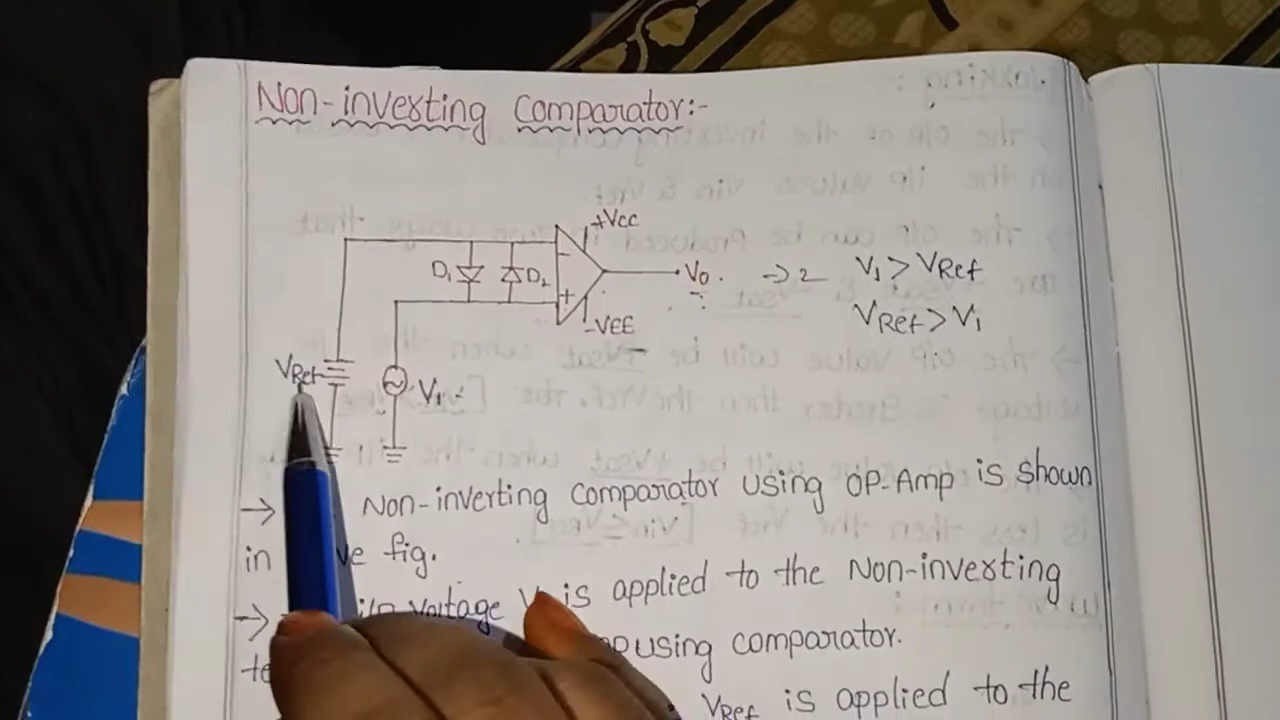 Non-inverting Comparator:-
+Vcc
D1
D2
-
+
Vo. → 2 V1 > VRef
VRef > V1
-VEE
VRef
V1
→ Non-inverting comparator using OP-Amp is shown
in fig.
→ i/p voltage is applied to the Non-inverting
using comparator.
VRef is applied to the